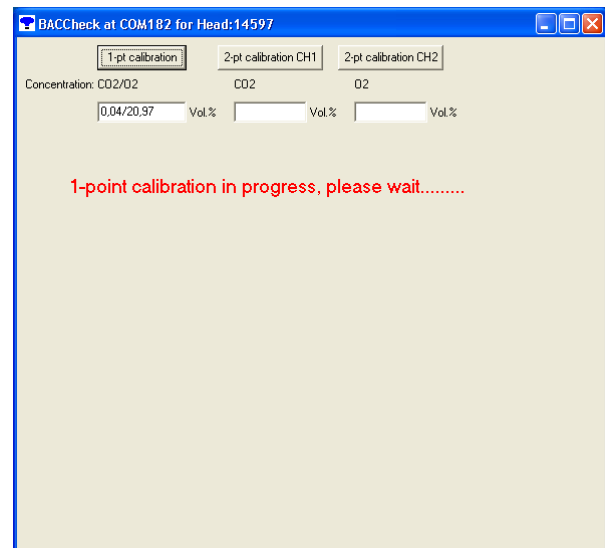 BACCheck at COM182 for Head:14597
1-pt calibration 2-pt calibration CH1 2-pt calibration CH2
Concentration: CO2/O2 CO2 O2
0,04/20,97 Vol.% Vol.% Vol.%
1-point calibration in progress, please wait.........